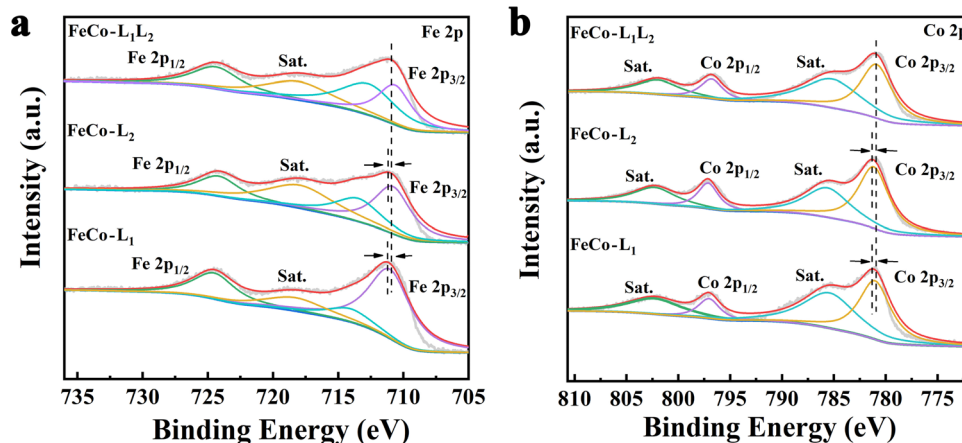 a
FeCo-L₁L₂
Fe 2p
Fe 2p₁/₂
Sat.
Fe 2p₃/₂
FeCo-L₂
Fe 2p₁/₂
Sat.
Fe 2p₃/₂
FeCo-L₁
Fe 2p₁/₂
Sat.
Fe 2p₃/₂
Intensity (a.u.)
735 730 725 720 715 710 705
Binding Energy (eV)
b
FeCo-L₁L₂
Co 2p
Sat.
Co 2p₁/₂
Sat.
Co 2p₃/₂
FeCo-L₂
Sat.
Co 2p₁/₂
Sat.
Co 2p₃/₂
FeCo-L₁
Sat.
Co 2p₁/₂
Sat.
Co 2p₃/₂
Intensity (a.u.)
810 805 800 795 790 785 780 775
Binding Energy (eV)